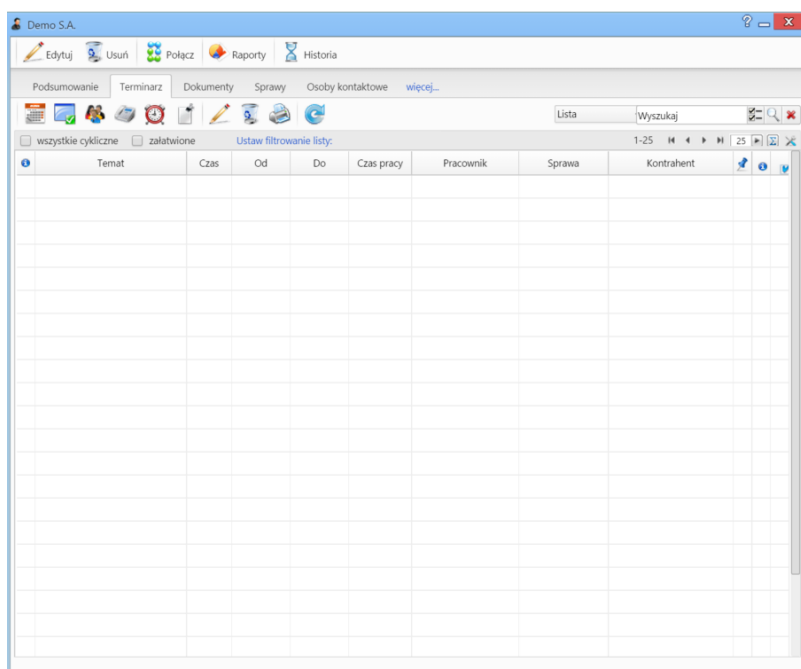 Demo S.A.
Edytuj Usuń Połącz Raporty Historia
Podsumowanie Terminarz Dokumenty Sprawy Osoby kontaktowe więcej...
Lista Wyszukaj
wszystkie cykliczne załatwione Ustaw filtrowanie listy: 1-25 25
Temat Czas Od Do Czas pracy Pracownik Sprawa Kontrahent